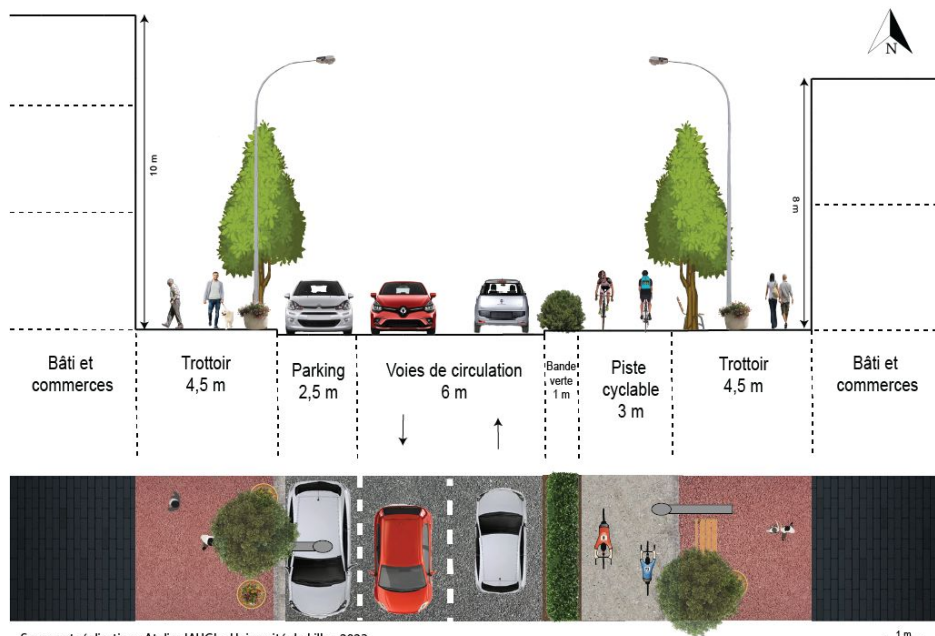 N
10 m
8 m
Bâti et
commerces
Trottoir
4,5 m
Parking
2,5 m
Voies de circulation
6 m
Bande
verte
1 m
Piste
cyclable
3 m
Trottoir
4,5 m
Bâti et
commerces
1 m